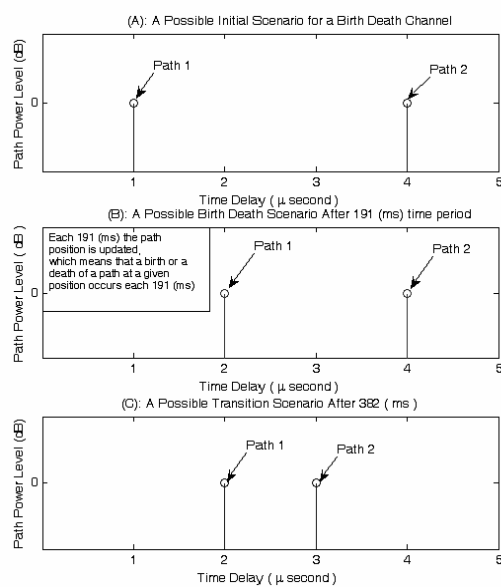 (A): A Possible Initial Scenario for a Birth Death Channel
Path Power Level (dB)
0
Path 1
Path 2
1 2 3 4 5
Time Delay ( μ second )
(B): A Possible Birth Death Scenario After 191 (ms) time period
Path Power Level ( dB)
0
Each 191 (ms) the path
position is updated,
which means that a birth or a
death of a path at a given
position occurs each 191 (ms)
Path 1
Path 2
1 2 3 4 5
Time Delay ( μ second )
(C): A Possible Transition Scenario After 382 ( ms )
Path Power Level (dB)
0
Path 1
Path 2
1 2 3 4 5
Time Delay ( μ second )